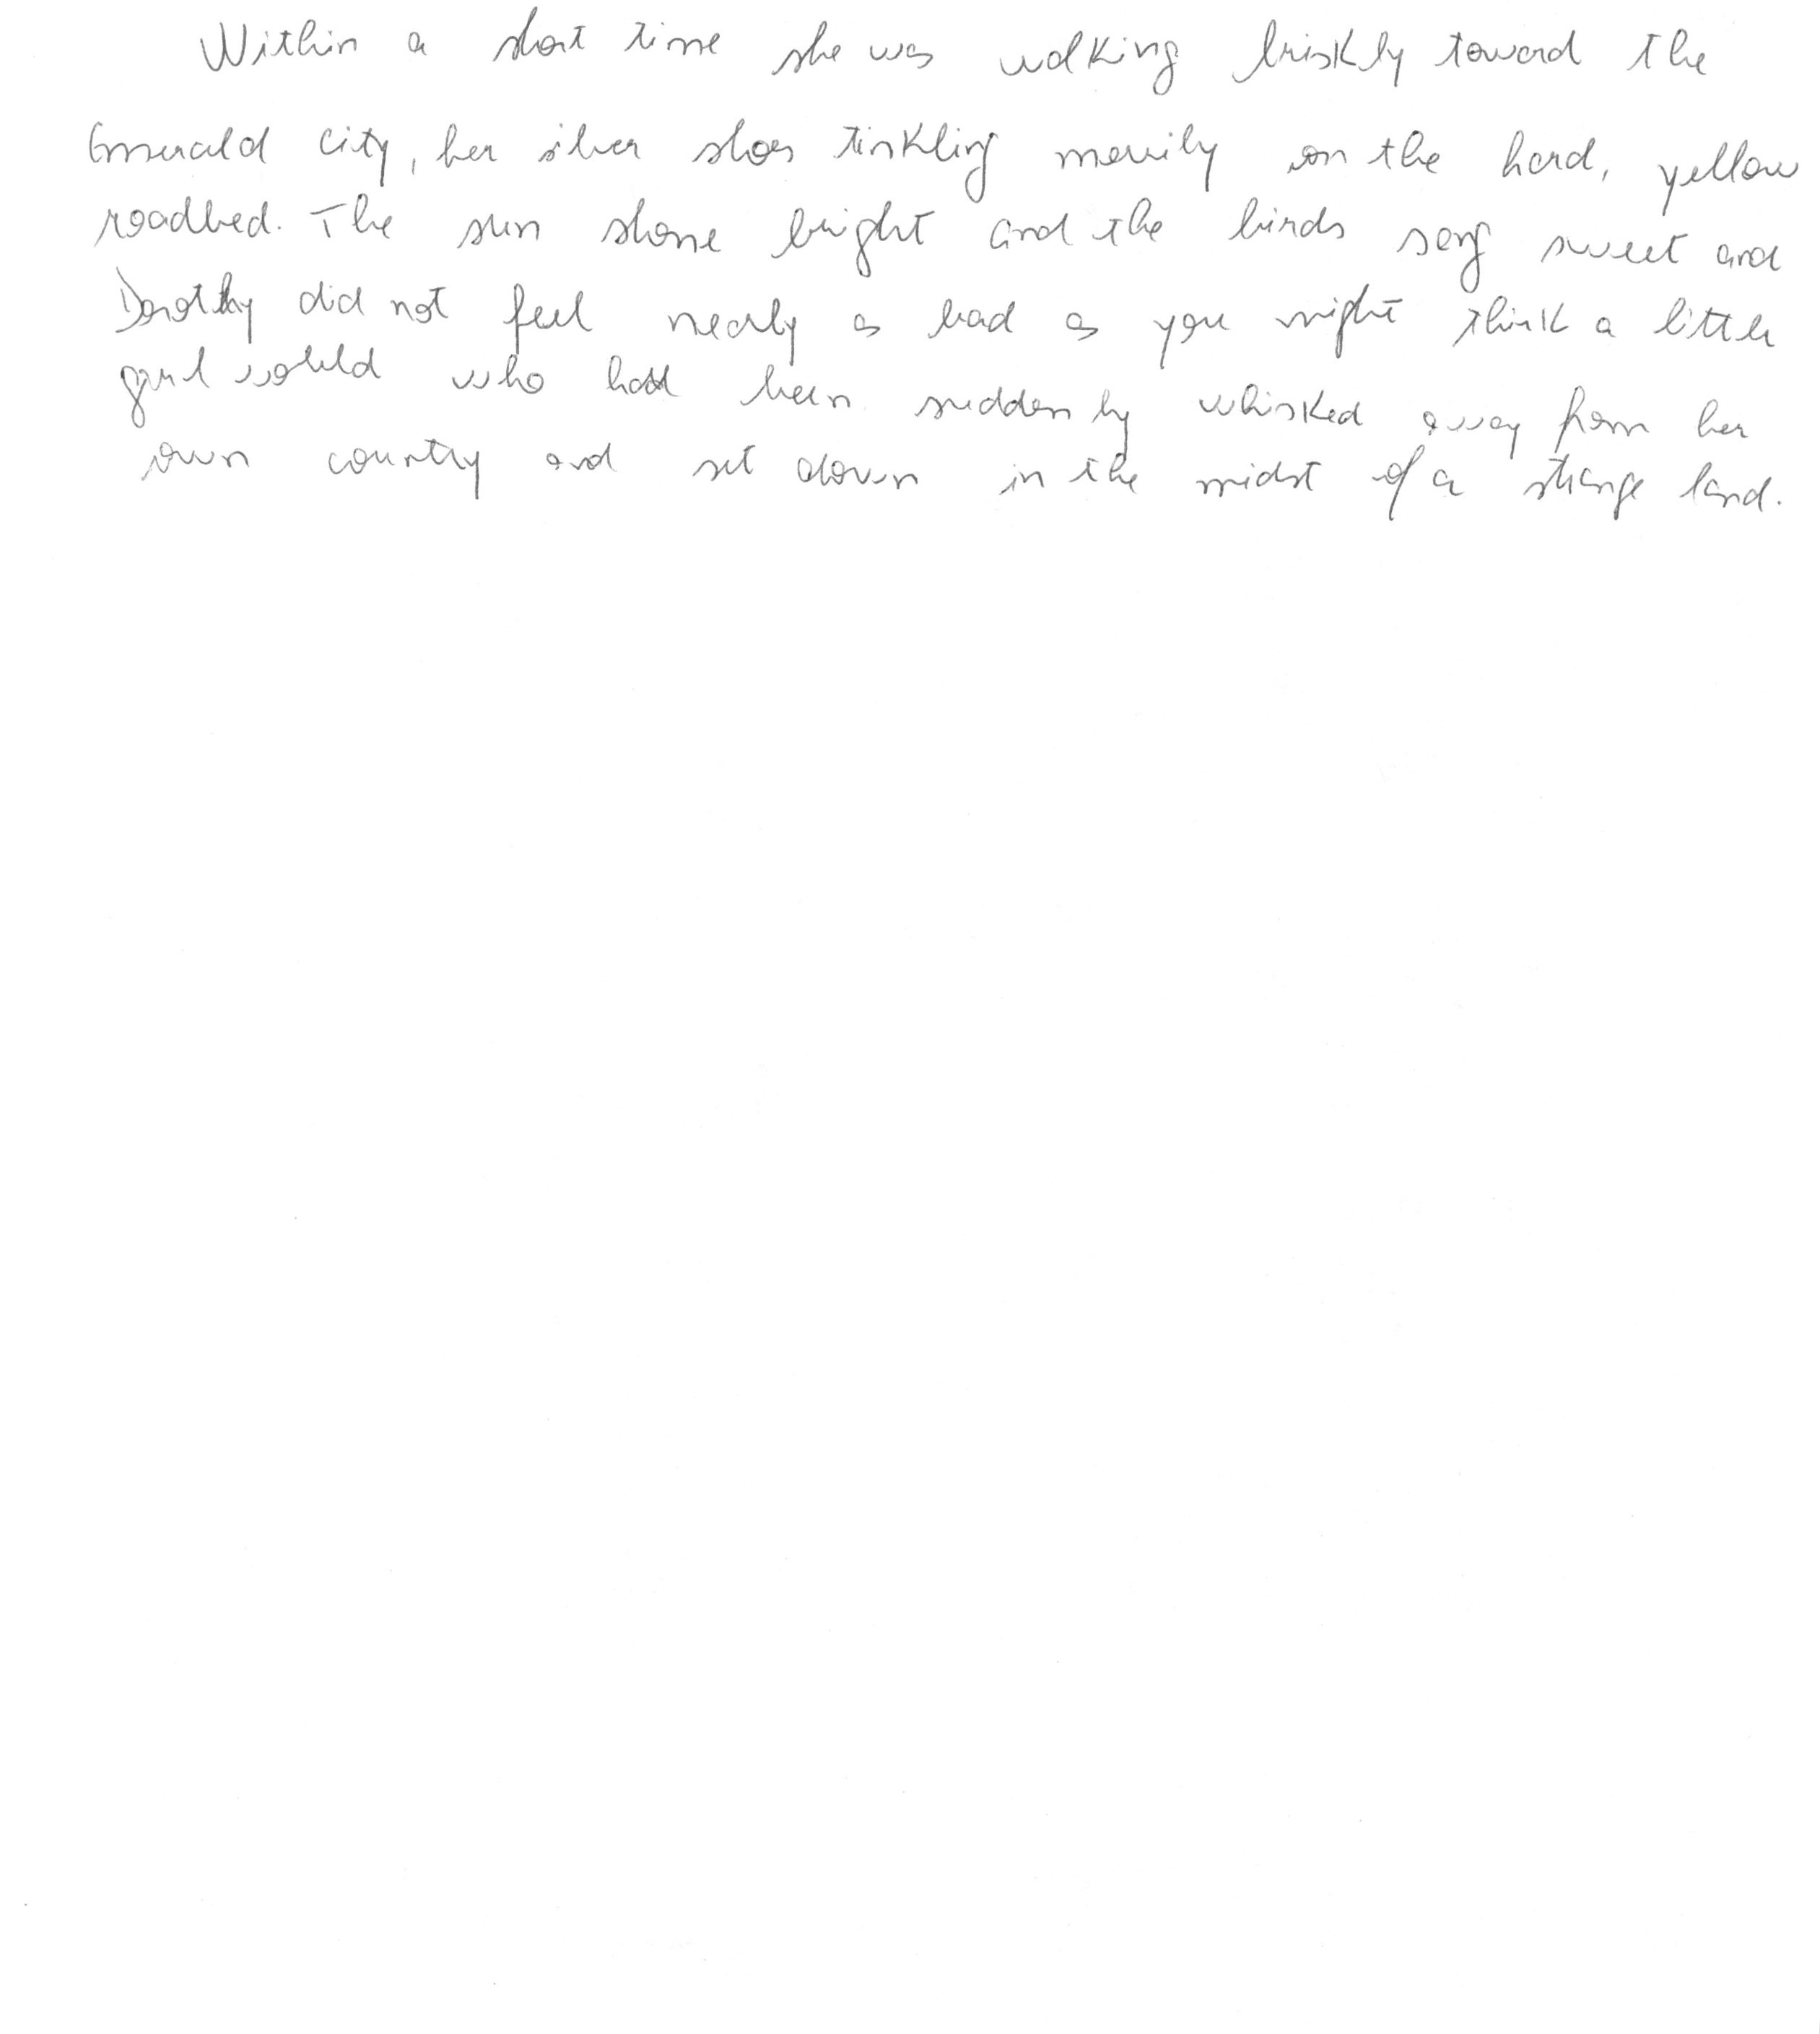 Within a short time she was walking briskly toward the
Emerald City, her silver shoes tinkling merrily on the hard, yellow
roadbed. The sun shone bright and the birds sang sweet and
Dorothy did not feel nearly as bad as you might think a little
girl would who had been suddenly whisked away from her
own country and set down in the midst of a strange land.